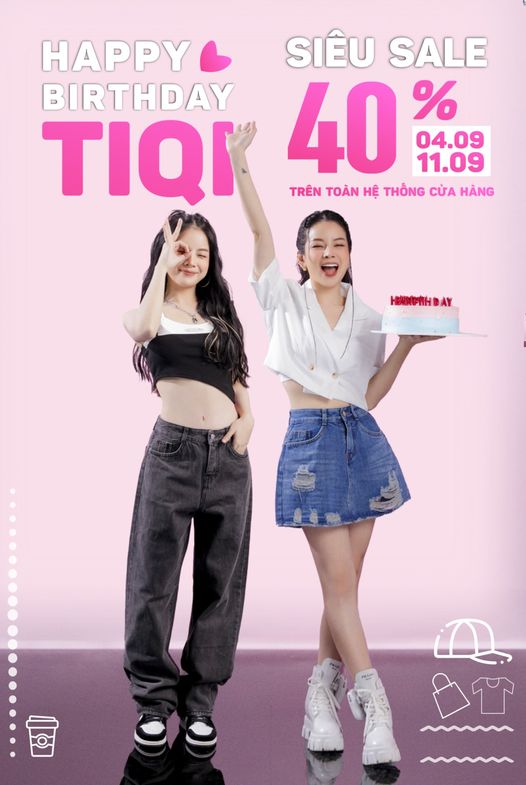 HAPPY
BIRTHDAY
TIQI
SIÊU SALE
40%
04.09
11.09
TRÊN TOÀN HỆ THỐNG CỬA HÀNG